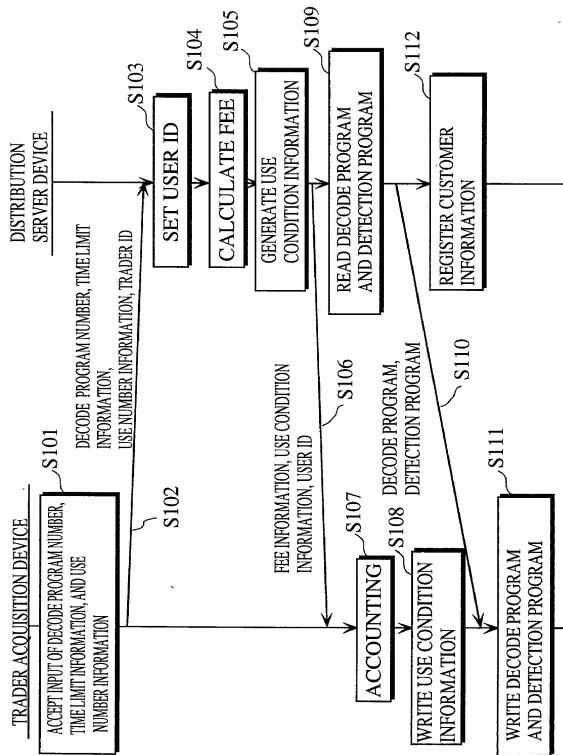 TRADER ACQUISITION DEVICE
DISTRIBUTION
SERVER DEVICE
S101
ACCEPT INPUT OF DECODE PROGRAM NUMBER,
TIME LIMIT INFORMATION, AND USE
NUMBER INFORMATION
S102
DECODE PROGRAM NUMBER, TIME LIMIT
INFORMATION,
USE NUMBER INFORMATION, TRADER ID
S103
SET USER ID
S104
CALCULATE FEE
S105
GENERATE USE
CONDITION INFORMATION
FEE INFORMATION, USE CONDITION
INFORMATION, USER ID
S106
S107
ACCOUNTING
S108
WRITE USE CONDITION
INFORMATION
S109
READ DECODE PROGRAM
AND DETECTION PROGRAM
DECODE PROGRAM,
DETECTION PROGRAM
S110
S111
WRITE DECODE PROGRAM
AND DETECTION PROGRAM
S112
REGISTER CUSTOMER
INFORMATION